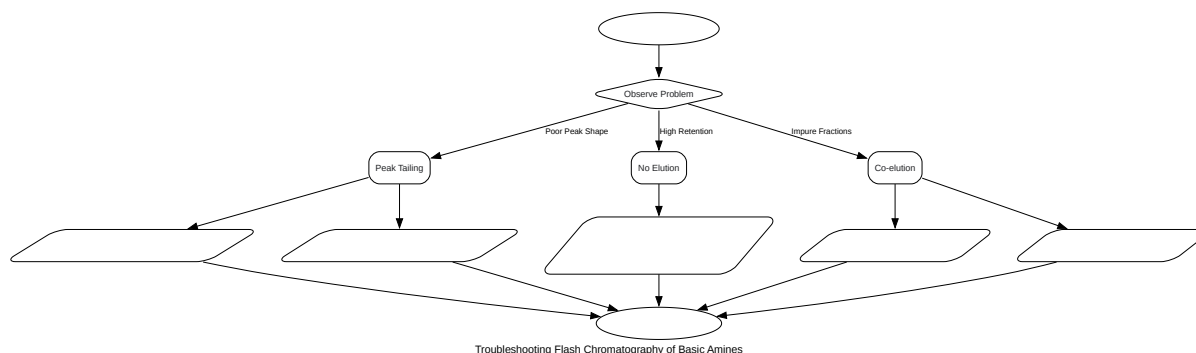 Observe Problem
Poor Peak Shape
High Retention
Impure Fractions
Peak Tailing
No Elution
Co-elution
Troubleshooting Flash Chromatography of Basic Amines